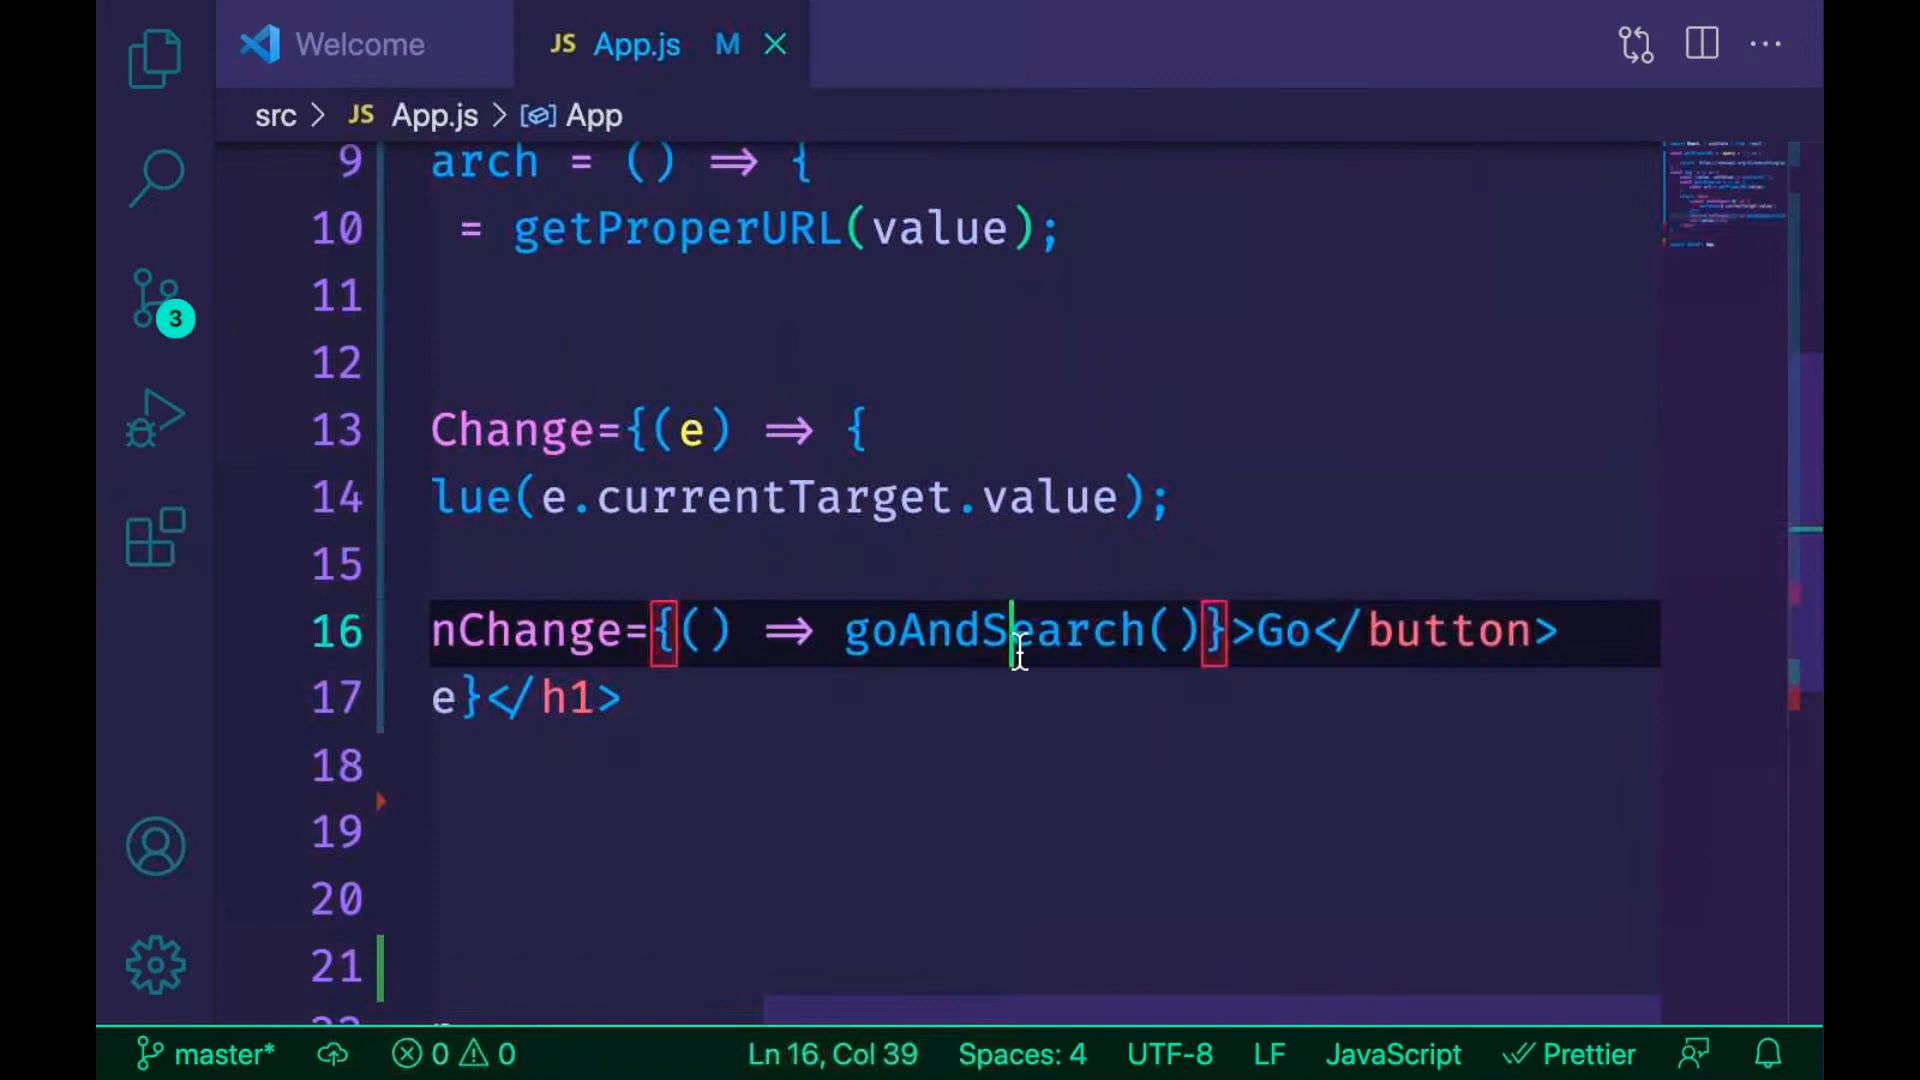 Welcome
JS App.js M
src > JS App.js > App
9 arch = () => {
10 = getProperURL(value);
11
12
13 Change={(e) => {
14 lue(e.currentTarget.value);
15
16 nChange={() => goAndSearch()}>Go</button>
17 e}</h1>
18
19
20
21
3
master* 0 0 Ln 16, Col 39 Spaces: 4 UTF-8 LF JavaScript Prettier